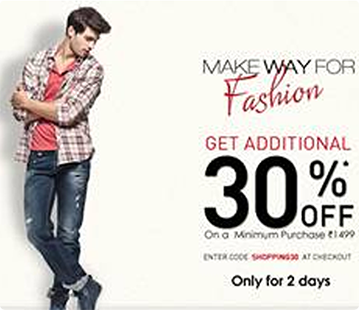 MAKE WAY FOR
Fashion
GET ADDITIONAL
30%*
OFF
On a Minimum Purchase ₹1499
ENTER CODE SHOPPING30 AT CHECKOUT
Only for 2 days